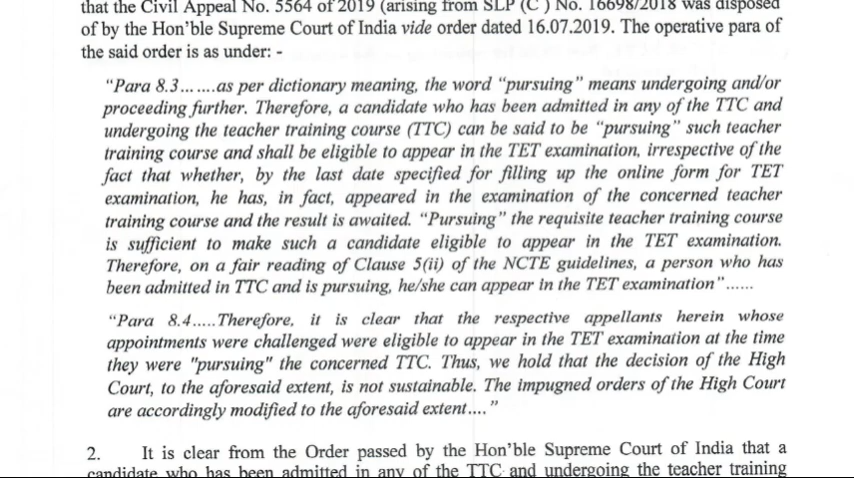 that the Civil Appeal No. 5564 of 2019 (arising from SLP (C ) No. 16698/2018 was disposed
of by the Hon'ble Supreme Court of India vide order dated 16.07.2019. The operative para of
the said order is as under: -
"Para 8.3… ….as per dictionary meaning, the word "pursuing" means undergoing and/or
proceeding further. Therefore, a candidate who has been admitted in any of the TTC and
undergoing the teacher training course (TTC) can be said to be "pursuing" such teacher
training course and shall be eligible to appear in the TET examination, irrespective of the
fact that whether, by the last date specified for filling up the online form for TET
examination, he has, in fact, appeared in the examination of the concerned teacher
training course and the result is awaited. "Pursuing" the requisite teacher training course
is sufficient to make such a candidate eligible to appear in the TET examination.
Therefore, on a fair reading of Clause 5(ii) of the NCTE guidelines, a person who has
been admitted in TTC and is pursuing, he/she can appear in the TET examination"……
"Para 8.4…..Therefore, it is clear that the respective appellants herein whose
appointments were challenged were eligible to appear in the TET examination at the time
they were "pursuing" the concerned TTC. Thus, we hold that the decision of the High
Court, to the aforesaid extent, is not sustainable. The impugned orders of the High Court
are accordingly modified to the aforesaid extent…."
2. It is clear from the Order passed by the Hon'ble Supreme Court of India that a
candidate who has been admitted in any of the TTC and undergoing the teacher training